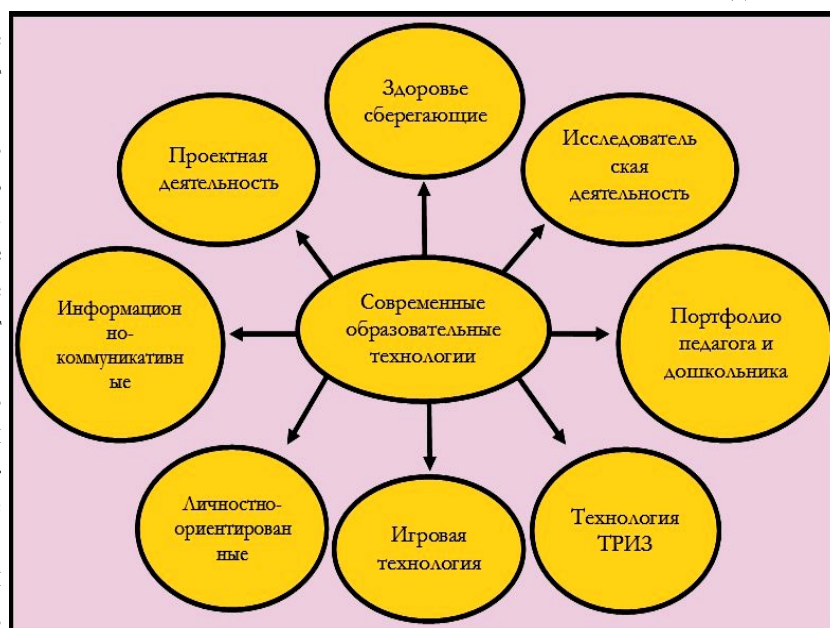 Здоровье
сберегающие
Проектная
деятельность
Исследователь
ская
деятельность
Информацион
но-
коммуникативн
ые
Современные
образовательные
технологии
Портфолио
педагога и
дошкольника
Личностно-
ориентирован
ные
Игровая
технология
Технология
ТРИЗ